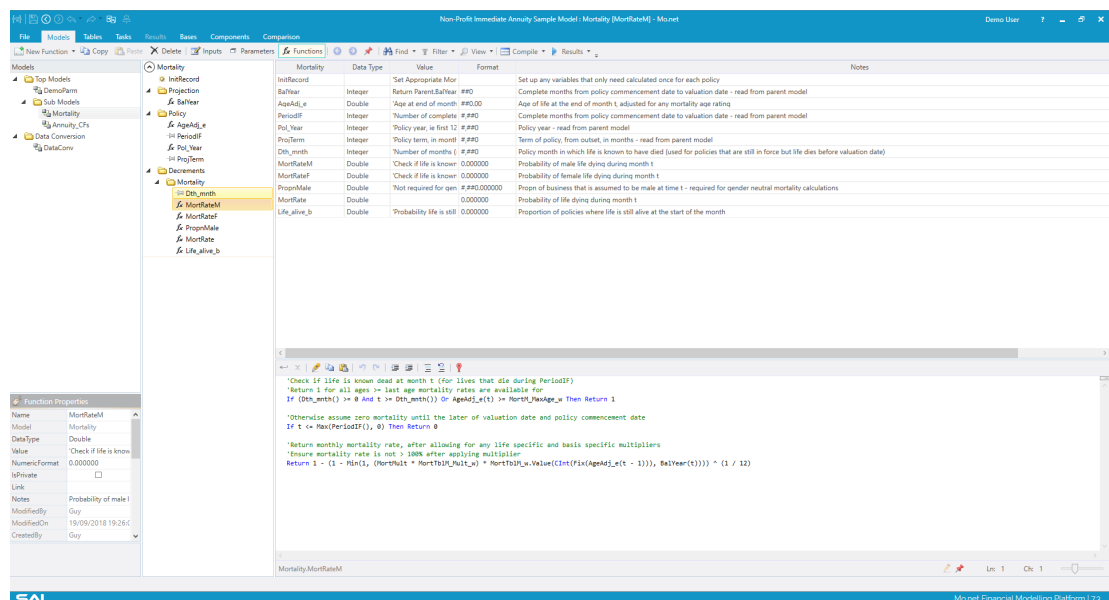 Non-Profit Immediate Annuity Sample Model : Mortality [MortRateM] - Mo.net
Demo User ?
File Models Tables Tasks Results Bases Components Comparison
New Function Copy Paste Delete Inputs Parameters fx Functions Find Filter View Compile Results
Models
Top Models
DemoParm
Sub Models
Mortality
Annuity_CFs
Data Conversion
DataConv
Mortality
InitRecord
Projection
fx BalYear
Policy
fx AgeAdj_e
PeriodIF
fx Pol_Year
ProjTerm
Decrements
Mortality
Dth_mnth
fx MortRateM
fx MortRateF
fx PropnMale
fx MortRate
fx Life_alive_b
Mortality Data Type Value Format Notes
InitRecord 'Set Appropriate Mor Set up any variables that only need calculated once for each policy
BalYear Integer Return Parent.BalYear ##0 Complete months from policy commencement date to valuation date - read from parent model
AgeAdj_e Double 'Age at end of month ##0.00 Age of life at the end of month t, adjusted for any mortality age rating
PeriodIF Integer 'Number of complete #,##0 Complete months from policy commencement date to valuation date - read from parent model
Pol_Year Integer 'Policy year, ie first 12 #,##0 Policy year - read from parent model
ProjTerm Integer 'Policy term, in month #,##0 Term of policy, from outset, in months - read from parent model
Dth_mnth Integer 'Number of months ( #,##0 Policy month in which life is known to have died (used for policies that are still in force but life dies before valuation date)
MortRateM Double 'Check if life is known 0.000000 Probability of male life dying during month t
MortRateF Double 'Check if life is known 0.000000 Probability of female life dying during month t
PropnMale Double 'Not required for gen #,##0.000000 Propn of business that is assumed to be male at time t - required for gender neutral mortality calculations
MortRate Double 0.000000 Probability of life dying during month t
Life_alive_b Double 'Probability life is still 0.000000 Proportion of policies where life is still alive at the start of the month
'Check if life is known dead at month t (for lives that die during PeriodIF)
'Return 1 for all ages >= last age mortality rates are available for
If (Dth_mnth() >= 0 And t >= Dth_mnth()) Or AgeAdj_e(t) >= MortM_MaxAge_w Then Return 1
'Otherwise assume zero mortality until the later of valuation date and policy commencement date
If t <= Max(PeriodIF(), 0) Then Return 0
'Return monthly mortality rate, after allowing for any life specific and basis specific multipliers
'Ensure mortality rate is not > 100% after applying multiplier
Return 1 - (1 - Min(1, (MortMult * MortTblM_Mult_w) * MortTblM_w.Value(CInt(Fix(AgeAdj_e(t - 1))), BalYear(t)))) ^ (1 / 12)
Function Properties
Name MortRateM
Model Mortality
DataType Double
Value 'Check if life is know
NumericFormat 0.000000
IsPrivate
Link
Notes Probability of male l
ModifiedBy Guy
ModifiedOn 19/09/2018 19:26:0
CreatedBy Guy
Mortality.MortRateM Ln: 1 Ch: 1
SAI Mo.net Financial Modelling Platform | 7.3